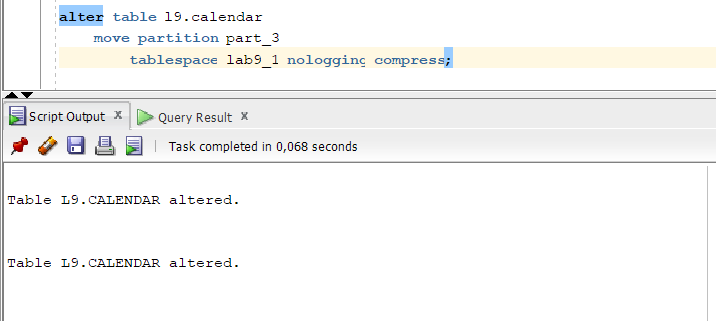 alter table l9.calendar
move partition part_3
tablespace lab9_1 nologging compress;
Script Output x Query Result x
Task completed in 0,068 seconds
Table L9.CALENDAR altered.
Table L9.CALENDAR altered.